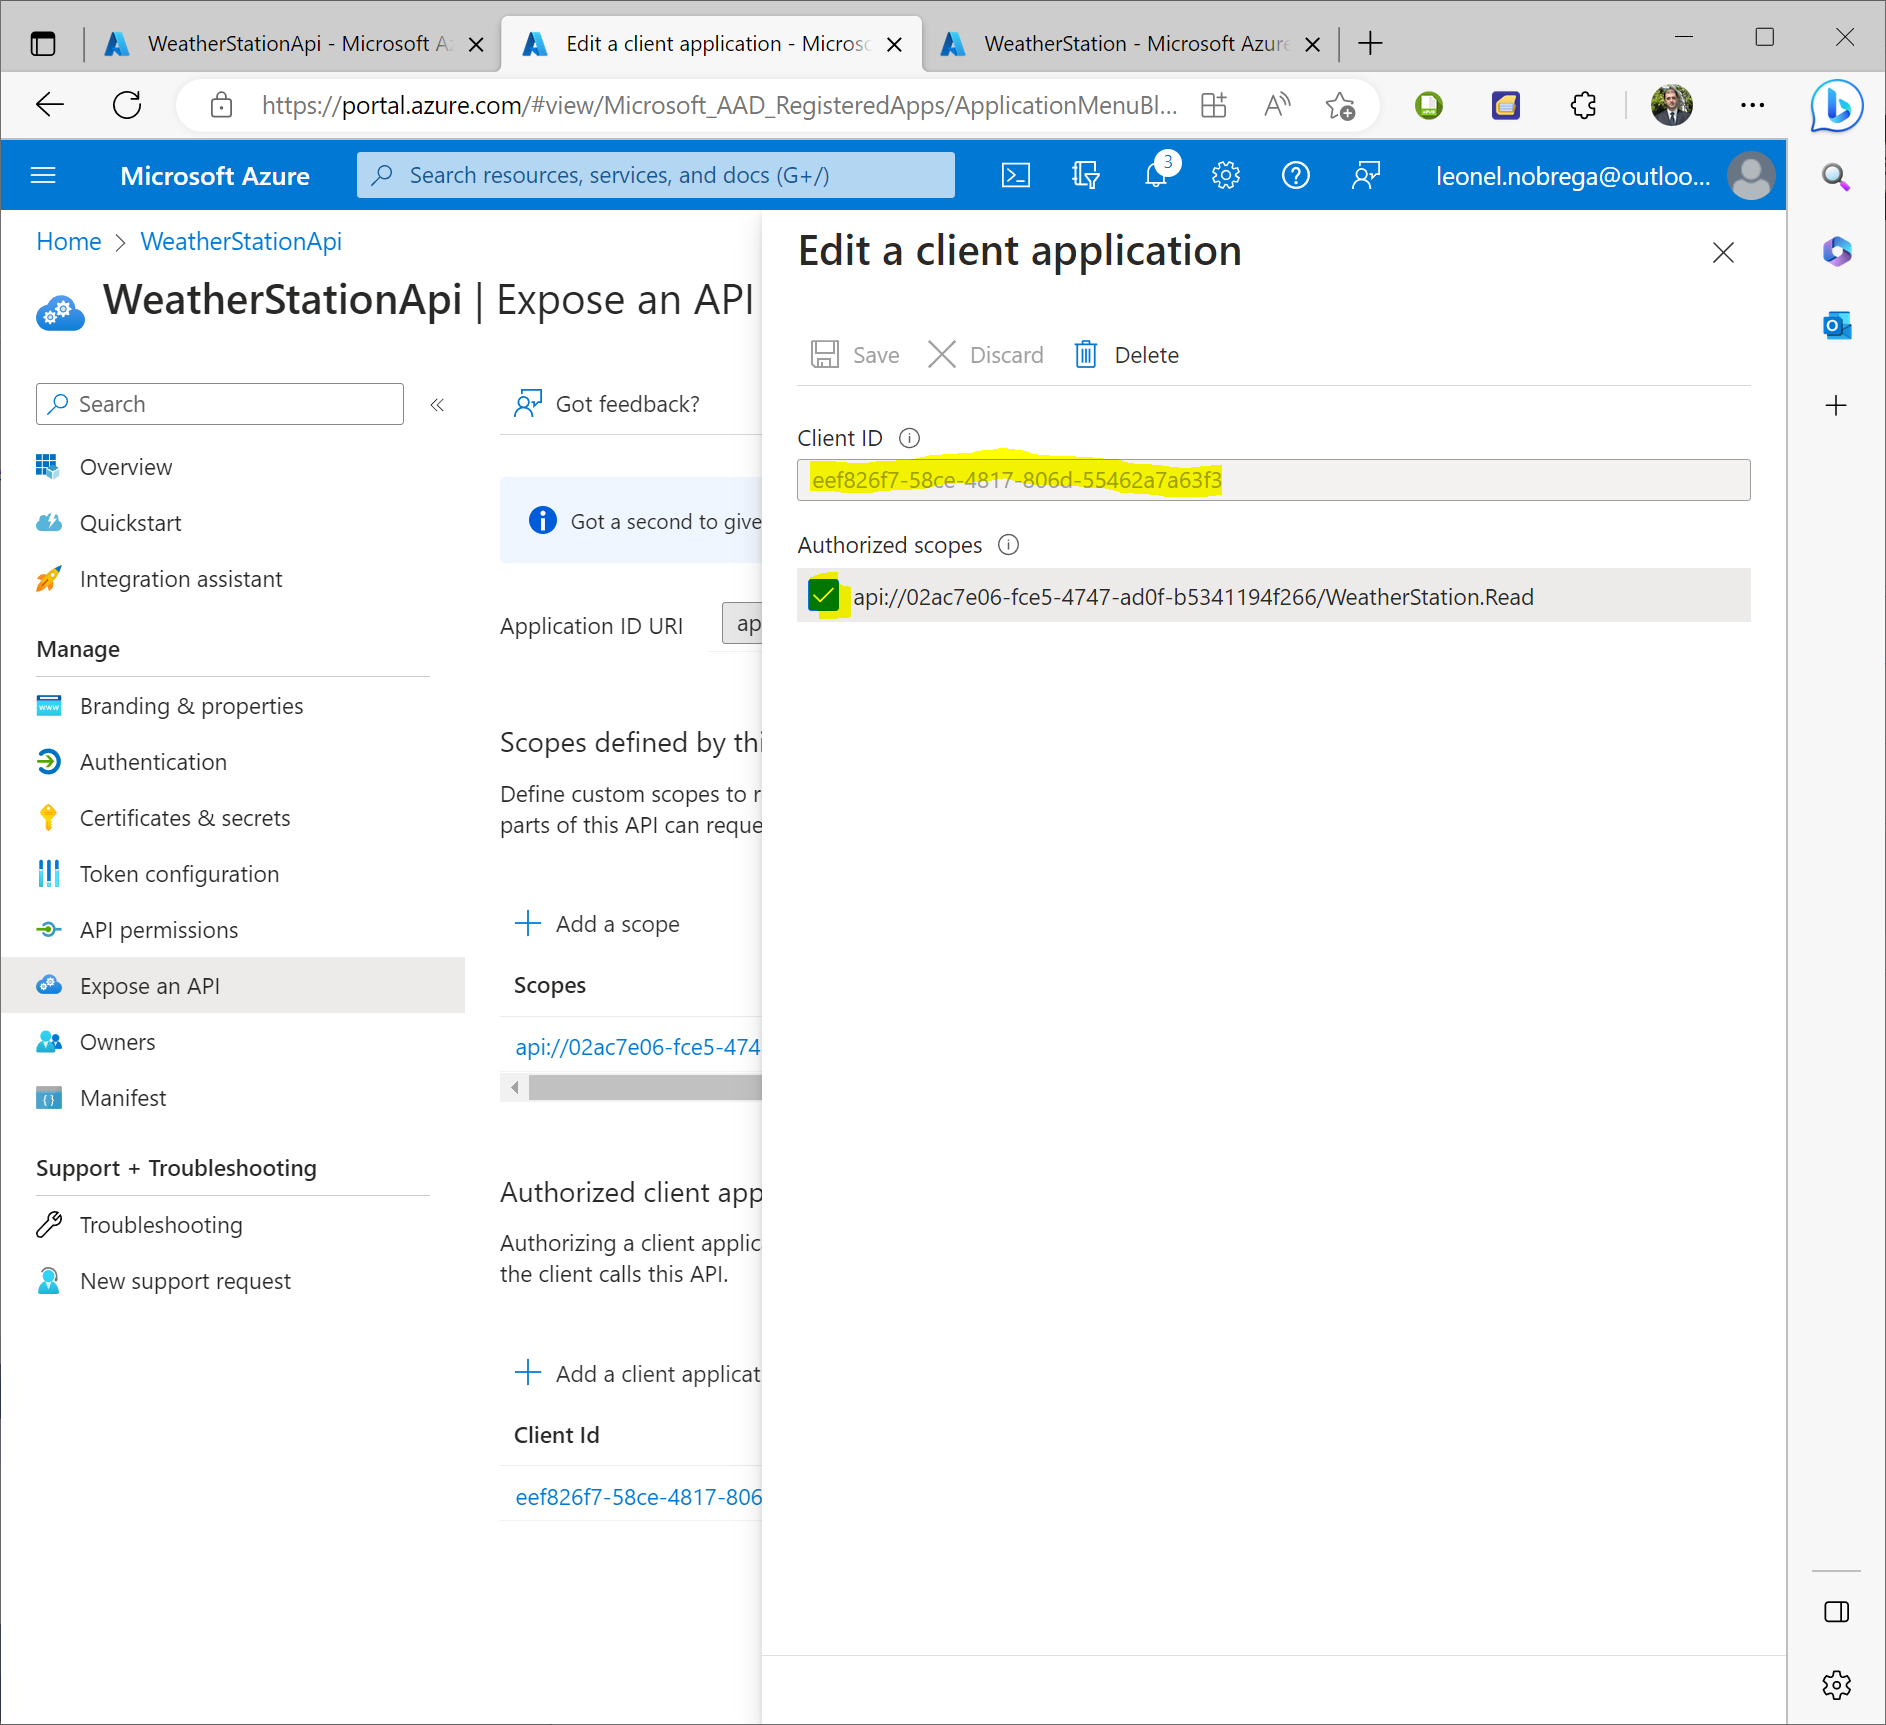 WeatherStationApi - Microsoft A
Edit a client application - Micros
WeatherStation - Microsoft Azure
https://portal.azure.com/#view/Microsoft_AAD_RegisteredApps/ApplicationMenuBl...
Microsoft Azure
Search resources, services, and docs (G+/)
3
leonel.nobrega@outloo...
Home > WeatherStationApi
WeatherStationApi | Expose an API
Search
«
Overview
Quickstart
Integration assistant
Manage
Branding & properties
Authentication
Certificates & secrets
Token configuration
API permissions
Expose an API
Owners
Manifest
Support + Troubleshooting
Troubleshooting
New support request
Got feedback?
Got a second to give
Application ID URI
ap
Scopes defined by thi
Define custom scopes to r
parts of this API can reque
Add a scope
Scopes
api://02ac7e06-fce5-474
Authorized client app
Authorizing a client applic
the client calls this API.
Add a client applicat
Client Id
eef826f7-58ce-4817-806
Edit a client application
Save
Discard
Delete
Client ID
eef826f7-58ce-4817-806d-55462a7a63f3
Authorized scopes
api://02ac7e06-fce5-4747-ad0f-b5341194f266/WeatherStation.Read